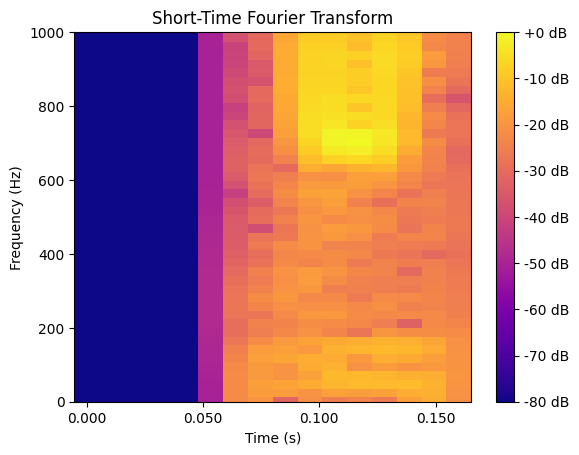 Short-Time Fourier Transform
1000
800
600
400
200
0
Frequency (Hz)
0.000
0.050
0.100
0.150
Time (s)
+0 dB
-10 dB
-20 dB
-30 dB
-40 dB
-50 dB
-60 dB
-70 dB
-80 dB